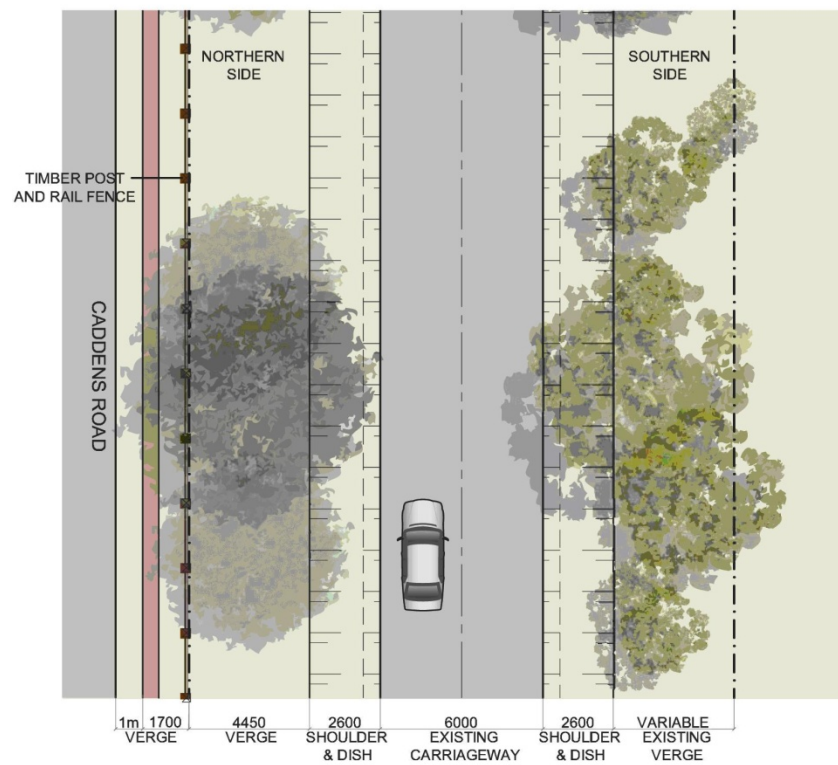 NORTHERN
SIDE
SOUTHERN
SIDE
TIMBER POST
AND RAIL FENCE
CADDENS ROAD
1m 1700 4450 2600 6000 2600 VARIABLE
VERGE VERGE SHOULDER EXISTING SHOULDER EXISTING
& DISH CARRIAGEWAY & DISH VERGE